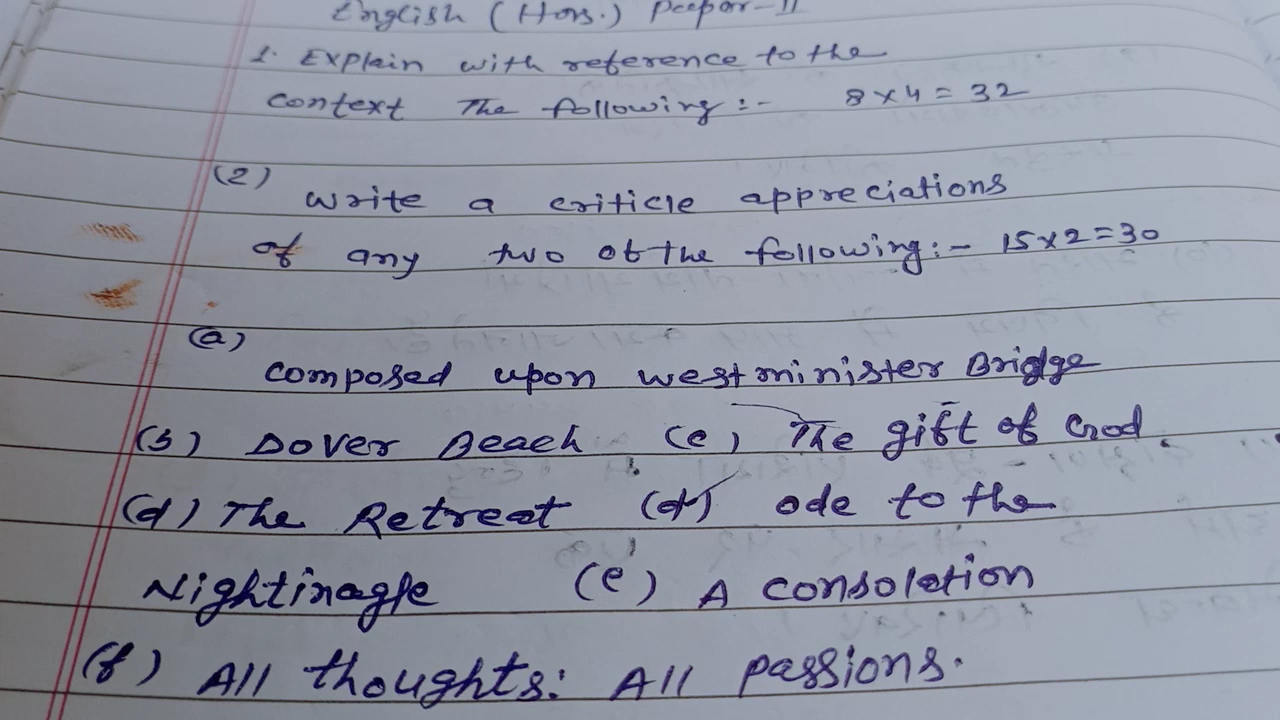 English (Hons.) Peepor-II
1. Explain with reference to the
context The following :- 8 x 4 = 32
(2) write a criticle appreciations
of any two of the following :- 15 x 2 = 30
(a) composed upon westminister Bridge
(b) Dover Beach (c) The gift of God.
(d) The Retreat (d) ode to the
Nightinagle (e) A consolation
(f) All thoughts: All passions.